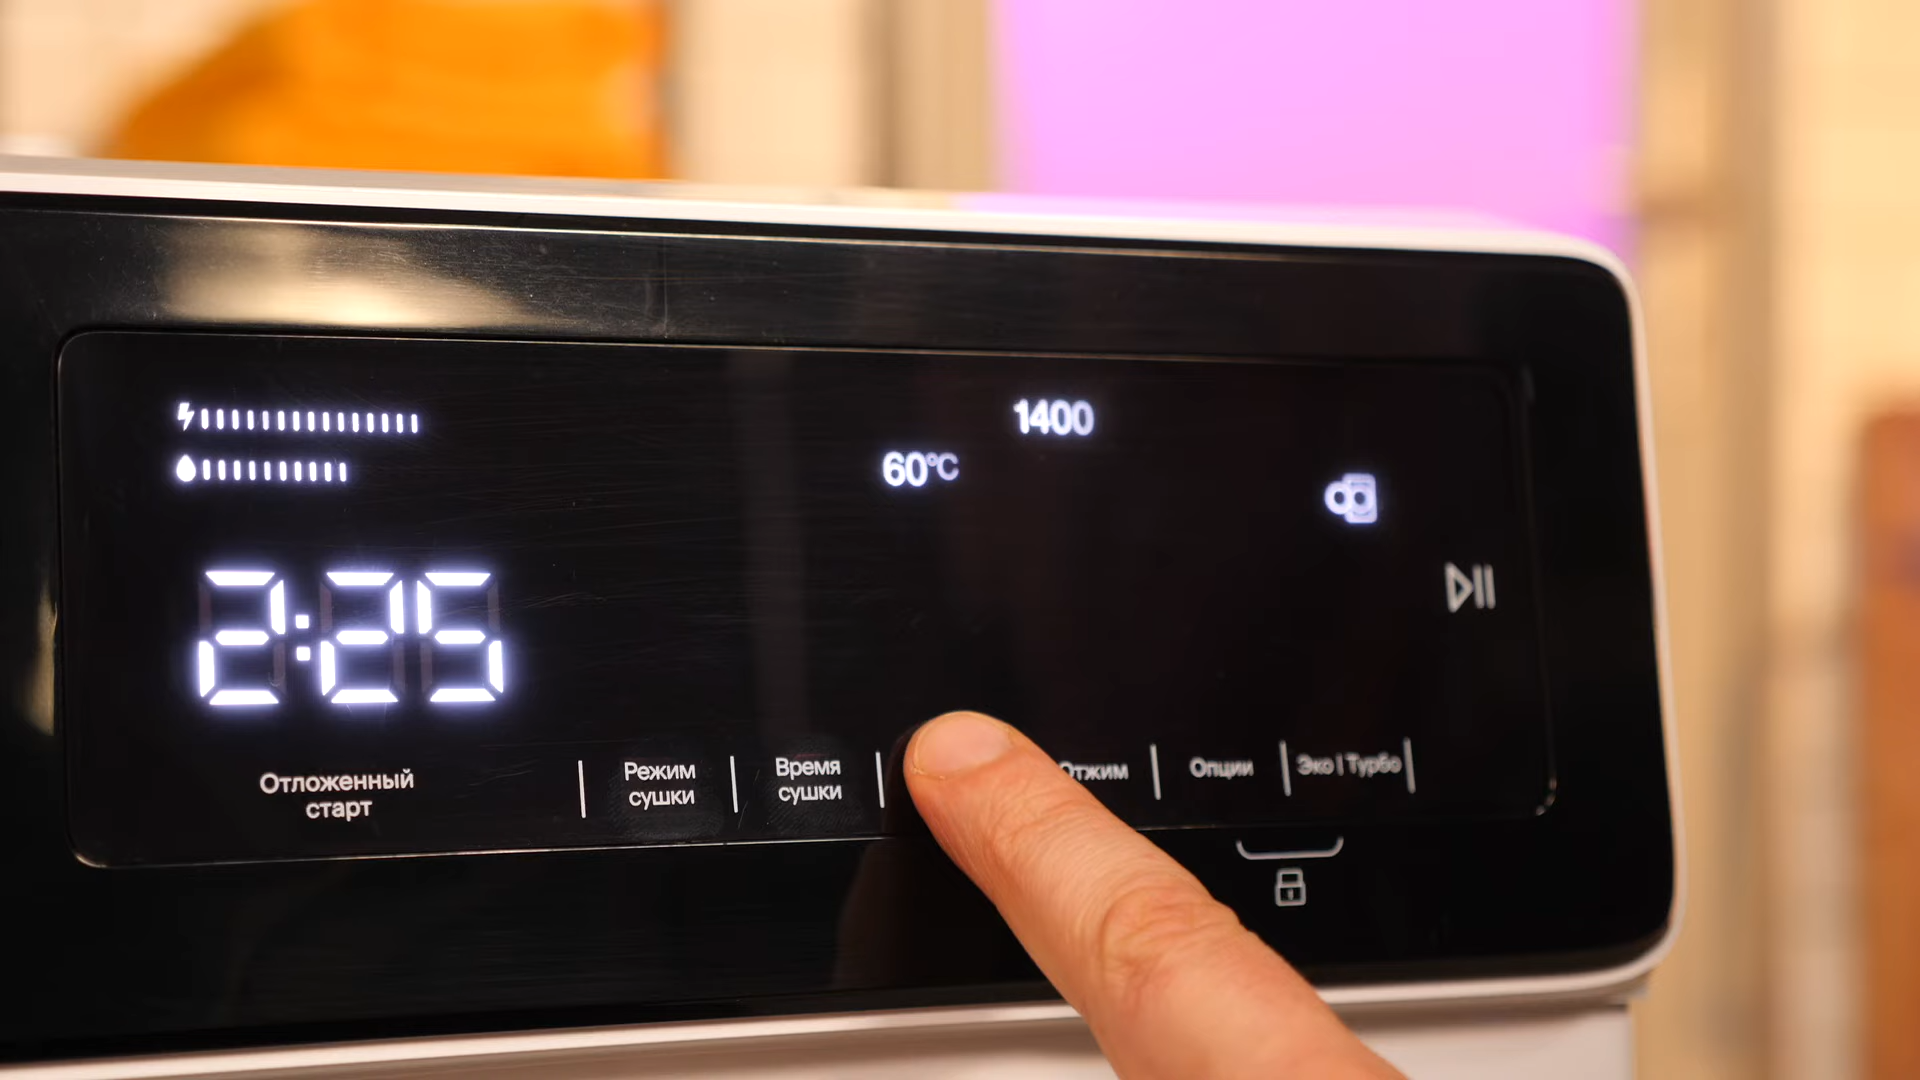 1400
60°C
2:25
Отложенный
старт
Режим
сушки
Время
сушки
Отжим
Опции
Эко | Турбо